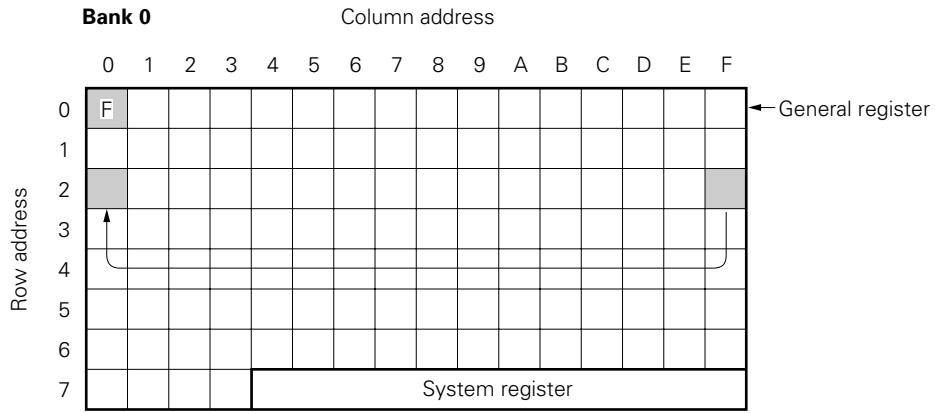 Bank 0 Column address
0 1 2 3 4 5 6 7 8 9 A B C D E F
0 F General register
1
2
3
Row address
4
5
6
7 System register